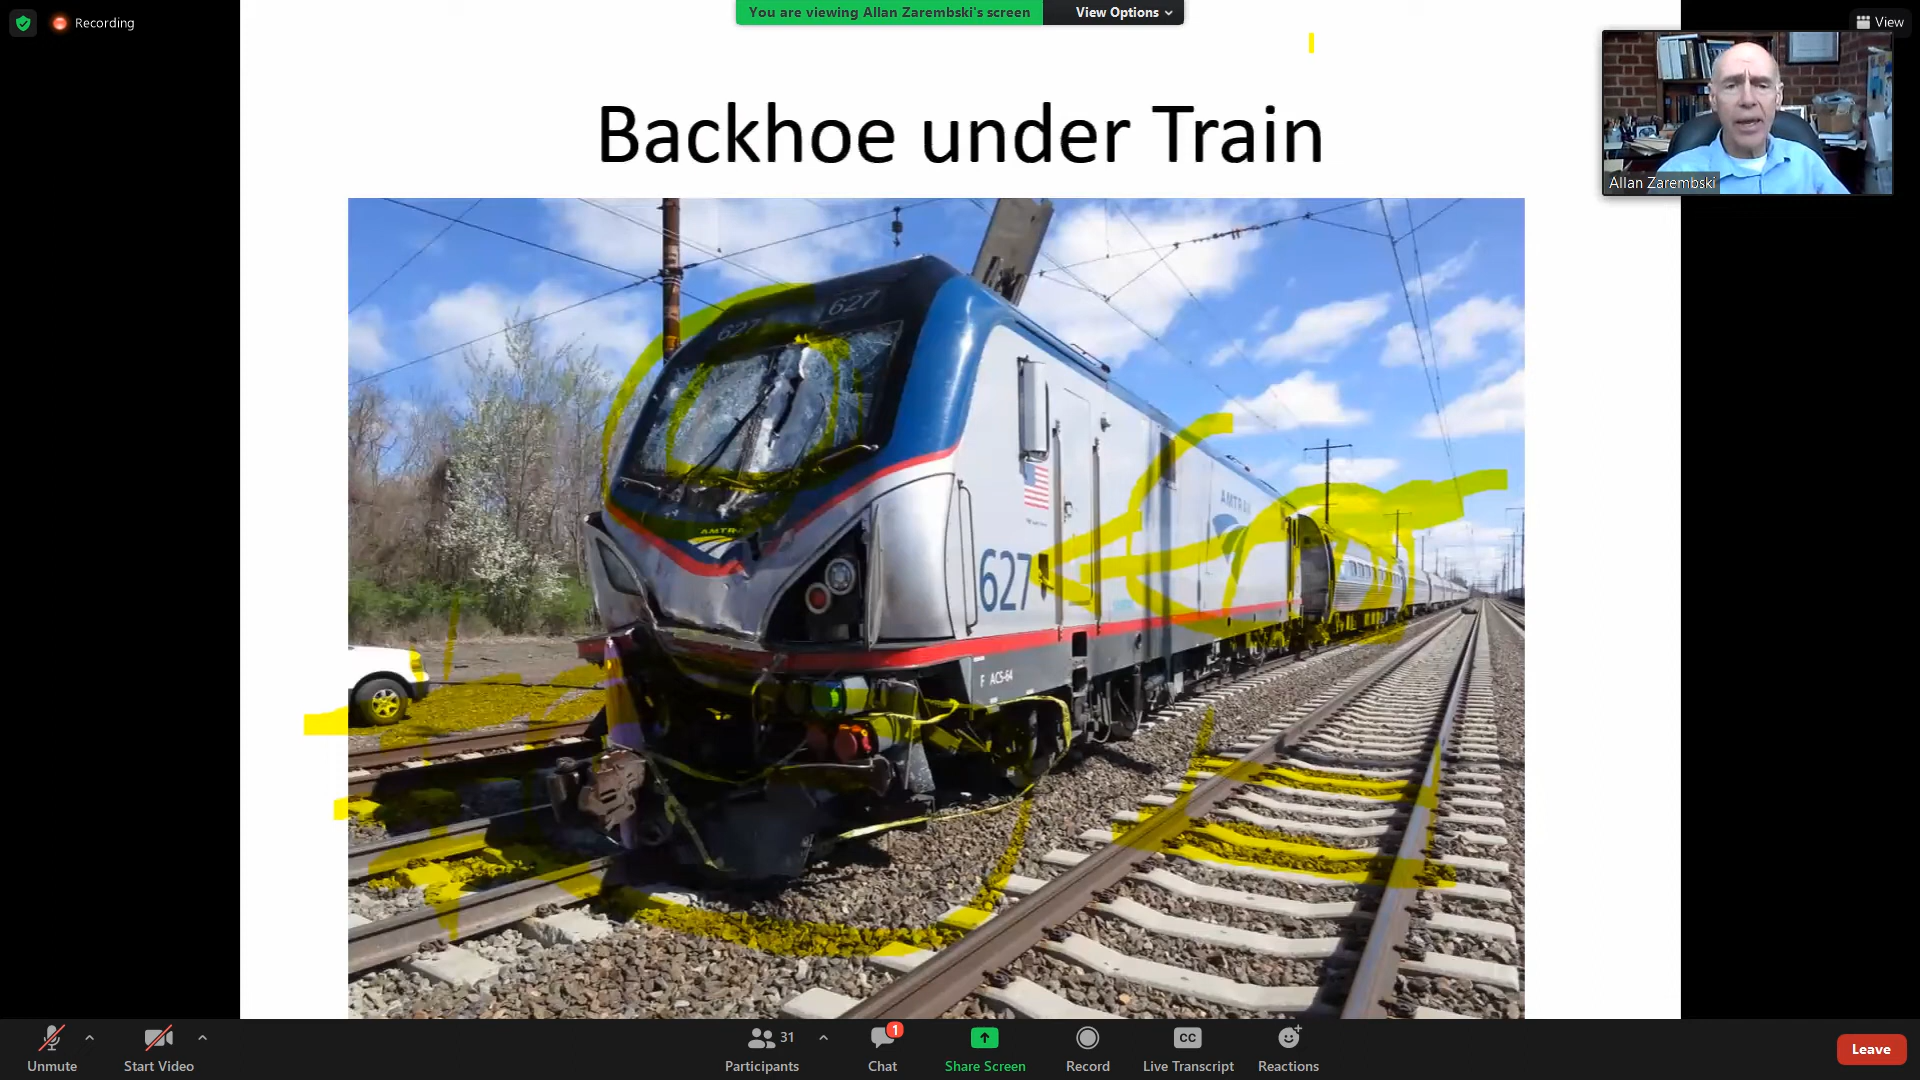 Recording
You are viewing Allan Zarembski's screen
View Options
View
Backhoe under Train
Allan Zarembski
627
627
AMTRAK
627
F ACS-64
Unmute
Start Video
31
Participants
1
Chat
Share Screen
Record
CC
Live Transcript
Reactions
Leave